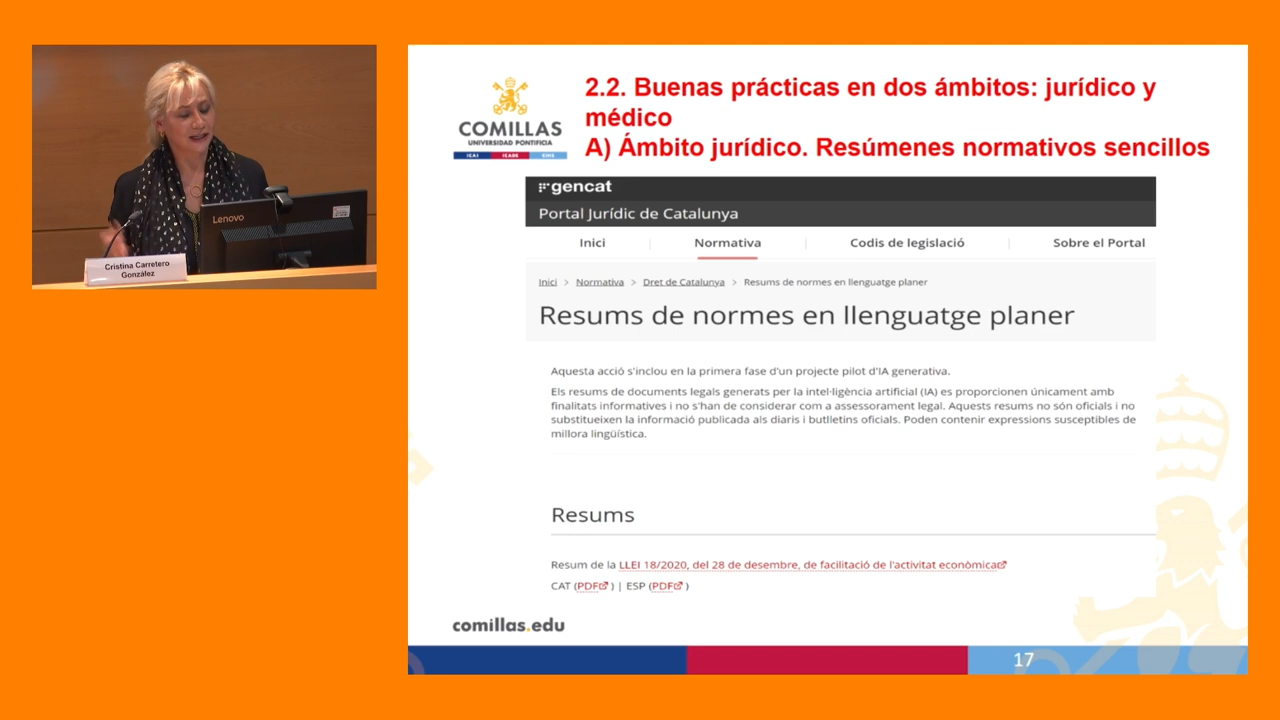 Lenovo
Cristina Carretero
González
COMILLAS
UNIVERSIDAD PONTIFICIA
ICAI ICADE CIHS
2.2. Buenas prácticas en dos ámbitos: jurídico y
médico
A) Ámbito jurídico. Resúmenes normativos sencillos
gencat
Portal Jurídic de Catalunya
Inici Normativa Codis de legislació Sobre el Portal
Inici > Normativa > Dret de Catalunya > Resums de normes en llenguatge planer
Resums de normes en llenguatge planer
Aquesta acció s'inclou en la primera fase d'un projecte pilot d'IA generativa.
Els resums de documents legals generats per la intel·ligència artificial (IA) es proporcionen únicament amb
finalitats informatives i no s'han de considerar com a assessorament legal. Aquests resums no són oficials i no
substitueixen la informació publicada als diaris i butlletins oficials. Poden contenir expressions susceptibles de
millora lingüística.
Resums
Resum de la LLEI 18/2020, del 28 de desembre, de facilitació de l'activitat econòmica
CAT (PDF) | ESP (PDF)
comillas.edu
17